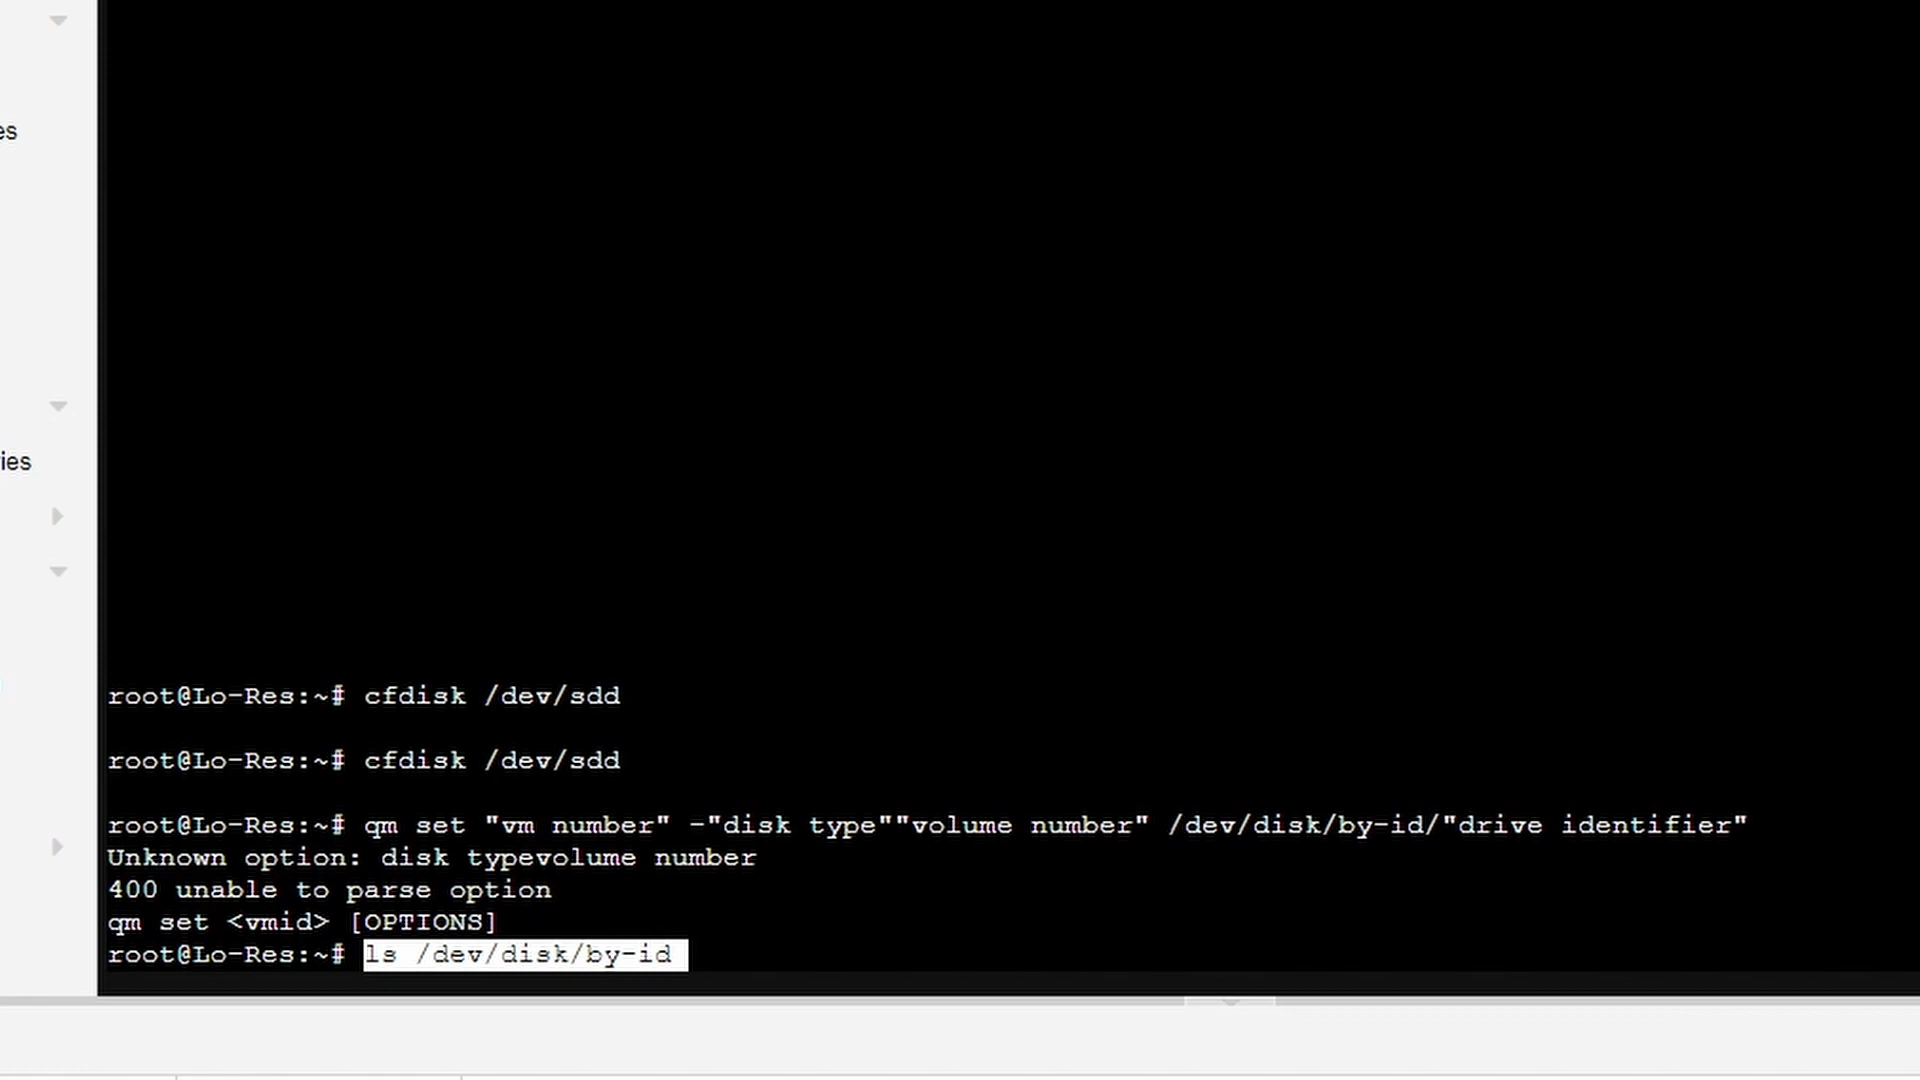 es
ies
root@Lo-Res:~# cfdisk /dev/sdd
root@Lo-Res:~# cfdisk /dev/sdd
root@Lo-Res:~# qm set "vm number" -"disk type""volume number" /dev/disk/by-id/"drive identifier"
Unknown option: disk typevolume number
400 unable to parse option
qm set <vmid> [OPTIONS]
root@Lo-Res:~# ls /dev/disk/by-id